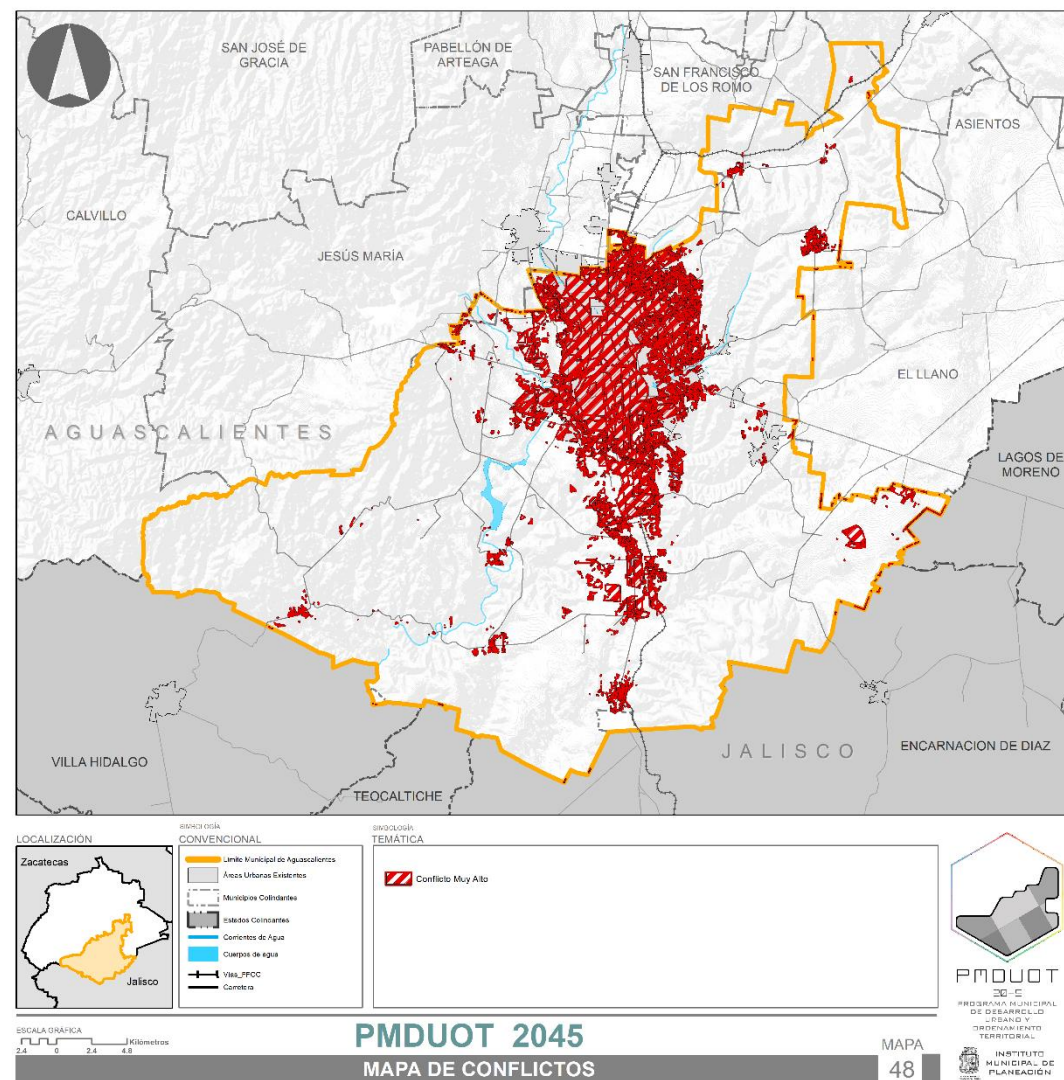 SAN JOSÉ DE
GRACIA
PABELLÓN DE
ARTEAGA
SAN FRANCISCO
DE LOS ROMO
ASIENTOS
CALVILLO
JESÚS MARÍA
EL LLANO
AGUASCALIENTES
LAGOS DE
MORENO
JALISCO
ENCARNACION DE DIAZ
VILLA HIDALGO
TEOCALTICHE
LOCALIZACIÓN
Zacatecas
Jalisco
SIMBOLOGÍA
CONVENCIONAL
Límite Municipal de Aguascalientes
Áreas Urbanas Existentes
Municipios Colindantes
Estados Colindantes
Corrientes de Agua
Cuerpos de agua
Vías_FFCC
Carretera
SIMBOLOGÍA
TEMÁTICA
Conflicto Muy Alto
PMDUOT
PROGRAMA MUNICIPAL
DE DESARROLLO
URBANO Y
ORDENAMIENTO
TERRITORIAL
INSTITUTO
MUNICIPAL DE
PLANEACIÓN
ESCALA GRÁFICA
2.4 0 2.4 4.8 Kilómetros
PMDUOT 2045
MAPA DE CONFLICTOS
MAPA
48